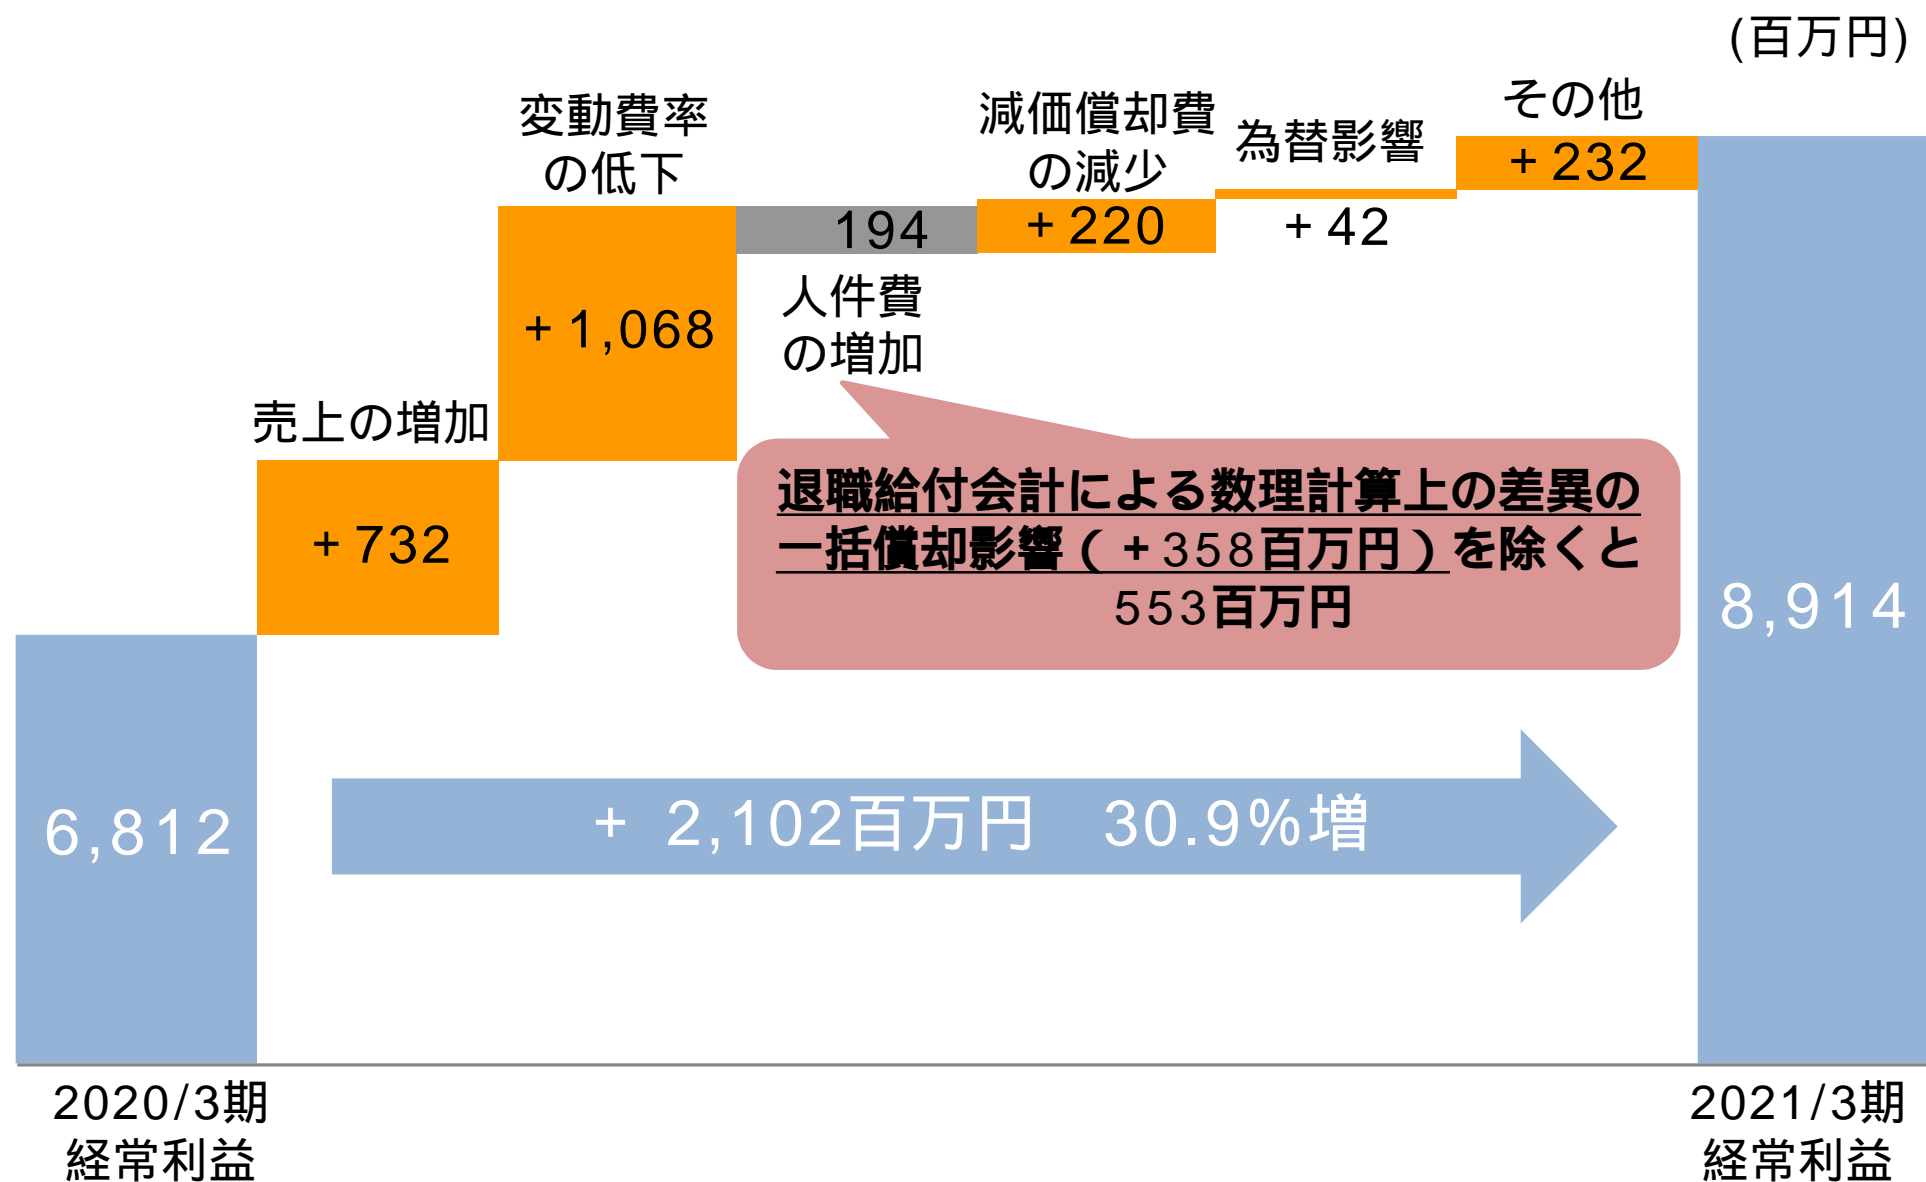 (百万円)
変動費率
の低下
減価償却費
の減少
為替影響
その他
+232
194
+220
+42
人件費
の増加
+1,068
売上の増加
+732
退職給付会計による数理計算上の差異の
一括償却影響(+358百万円)を除くと
553百万円
8,914
6,812
+ 2,102百万円 30.9%増
2020/3期
経常利益
2021/3期
経常利益